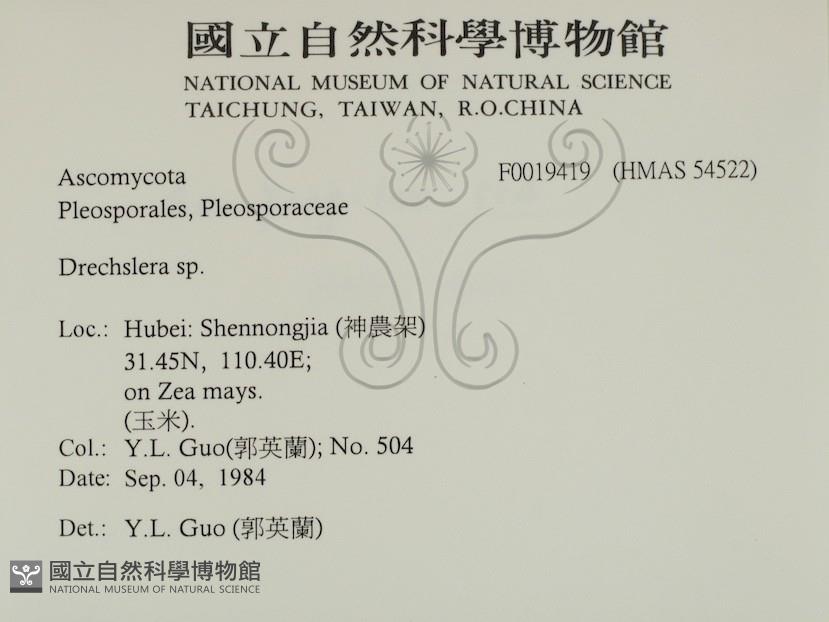 國立自然科學博物館
NATIONAL MUSEUM OF NATURAL SCIENCE
TAICHUNG, TAIWAN, R.O.CHINA
Ascomycota F0019419 (HMAS 54522)
Pleosporales, Pleosporaceae
Drechslera sp.
Loc.: Hubei: Shennongjia (神農架)
31.45N, 110.40E;
on Zea mays.
(玉米).
Col.: Y.L. Guo(郭英蘭); No. 504
Date: Sep. 04, 1984
Det.: Y.L. Guo (郭英蘭)
國立自然科學博物館
NATIONAL MUSEUM OF NATURAL SCIENCE